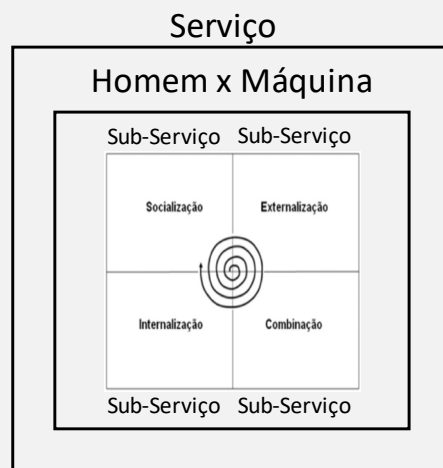 Serviço
Homem x Máquina
Sub-Serviço Sub-Serviço
Socialização Externalização
Internalização Combinação
Sub-Serviço Sub-Serviço